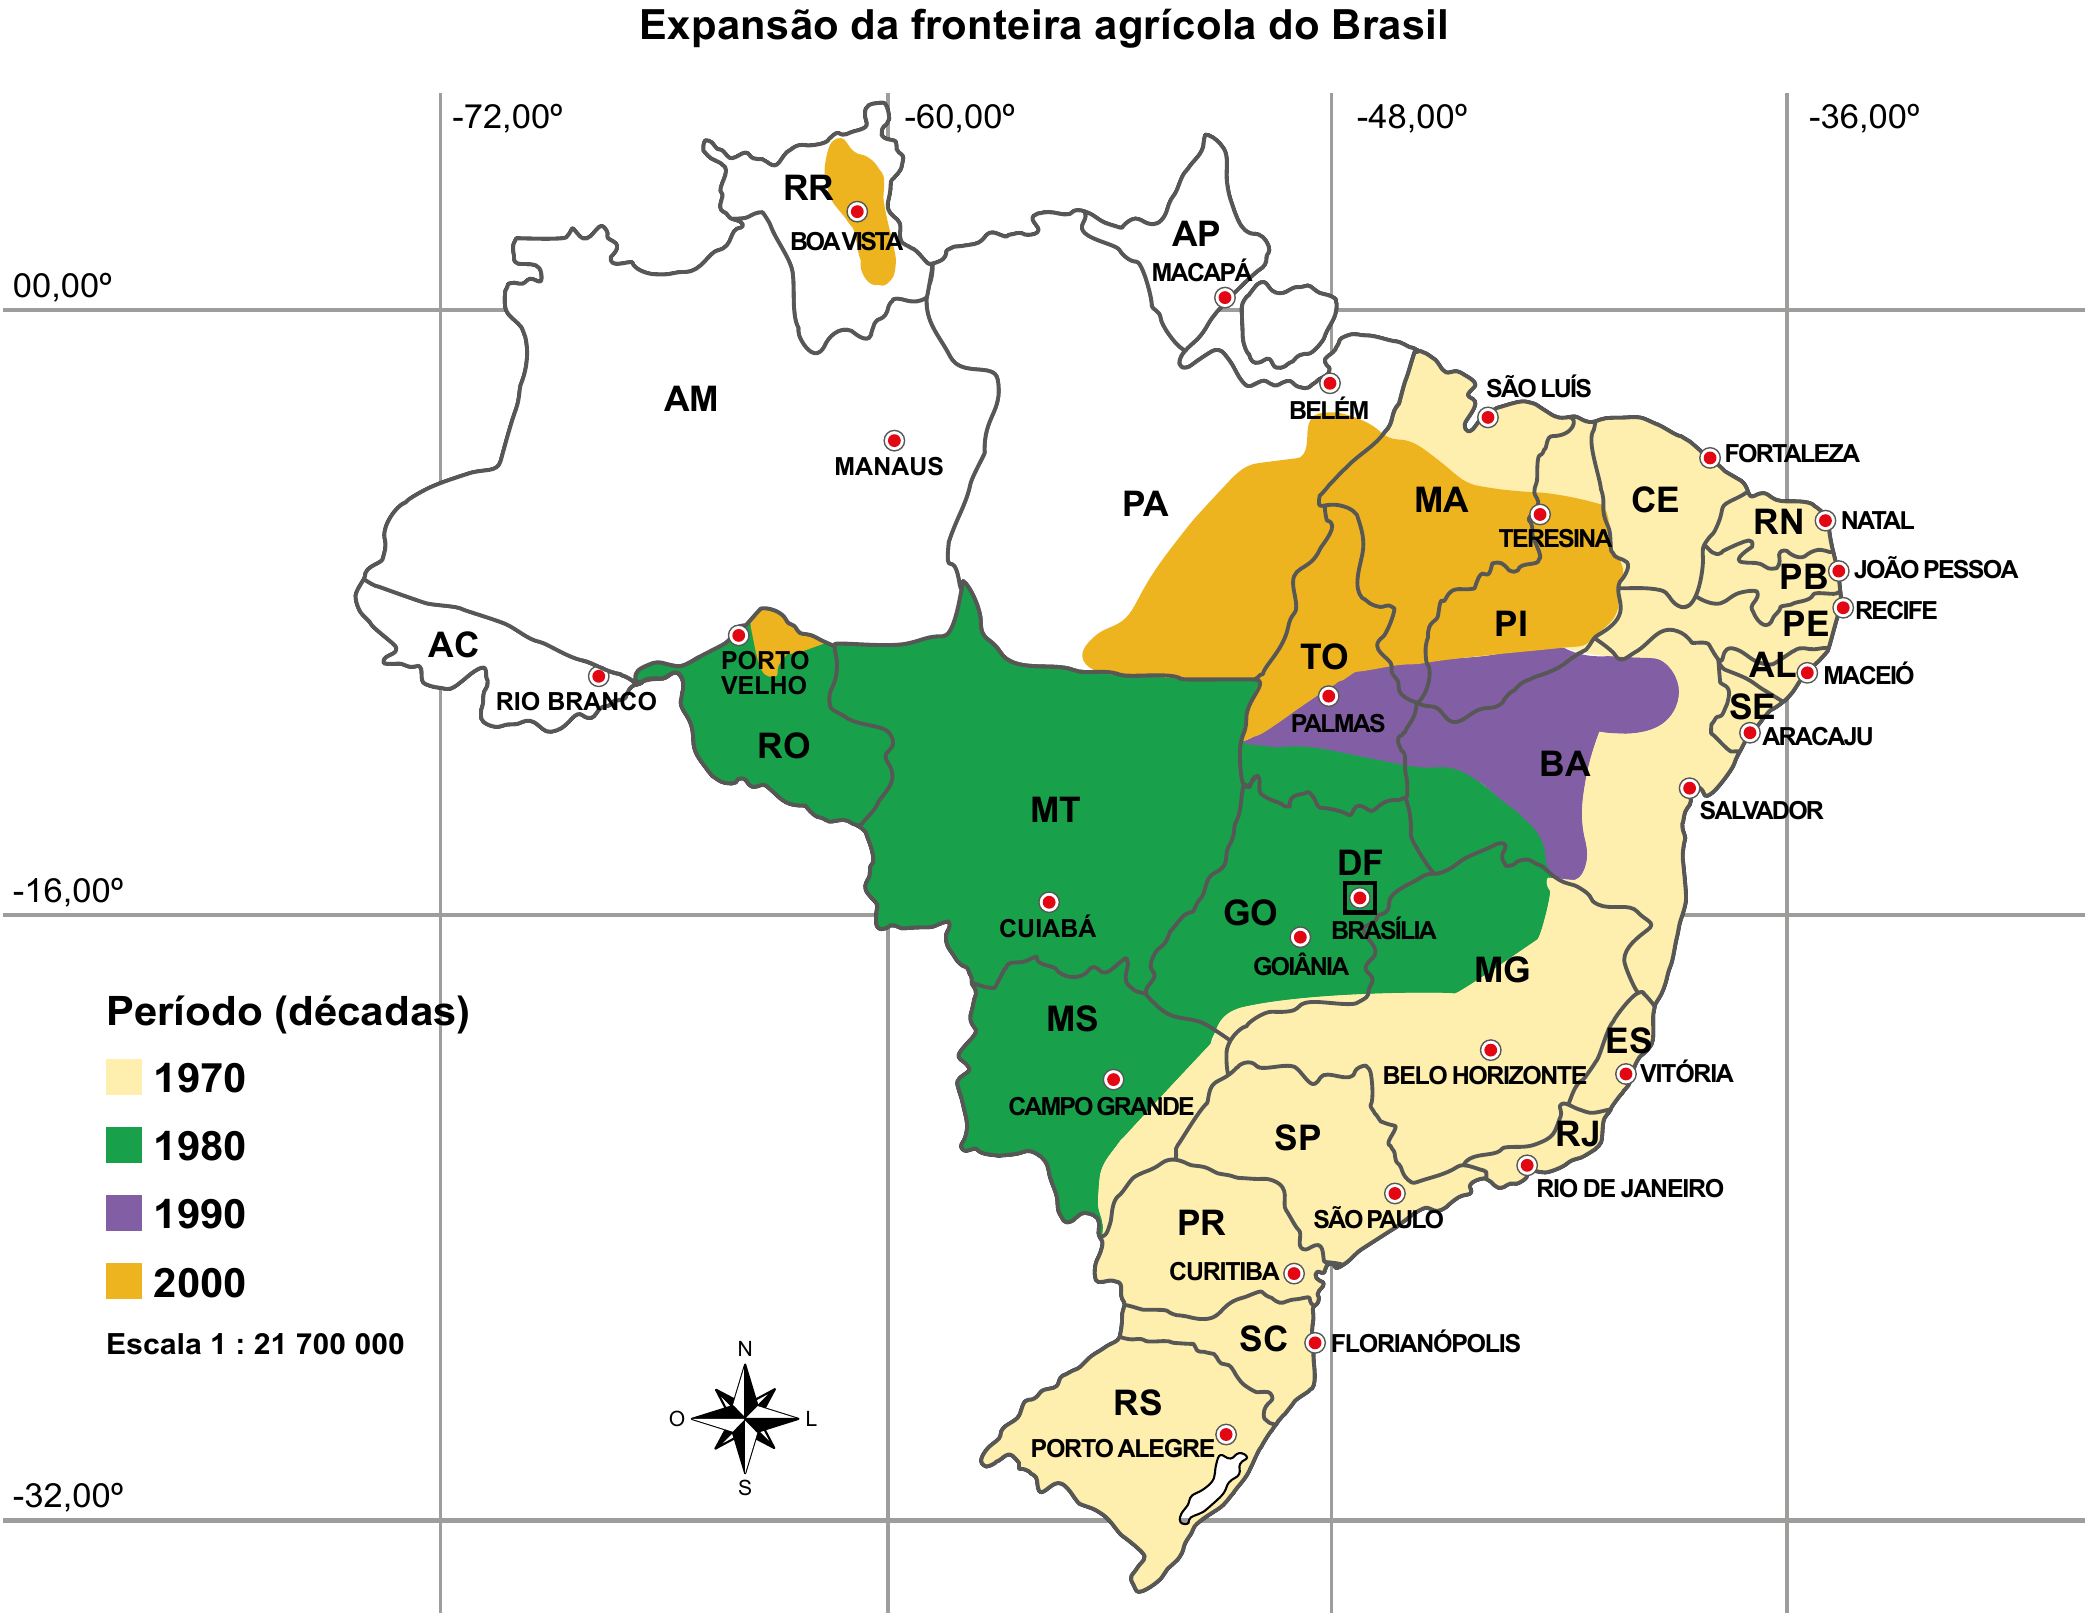 Expansão da fronteira agrícola do Brasil
-72,00º
-60,00º
-48,00º
-36,00º
RR
BOA VISTA
AP
MACAPÁ
00,00º
AM
MANAUS
BELÉM
SÃO LUÍS
FORTALEZA
PA
MA
CE
TERESINA
RN
NATAL
PB
JOÃO PESSOA
PE
RECIFE
PI
AC
RIO BRANCO
PORTO
VELHO
RO
TO
PALMAS
AL
MACEIÓ
SE
ARACAJU
BA
SALVADOR
MT
CUIABÁ
DF
BRASÍLIA
GO
GOIÂNIA
-16,00º
MG
MS
CAMPO GRANDE
BELO HORIZONTE
ES
VITÓRIA
SP
SÃO PAULO
RJ
RIO DE JANEIRO
PR
CURITIBA
SC
FLORIANÓPOLIS
RS
PORTO ALEGRE
Período (décadas)
1970
1980
1990
2000
Escala 1 : 21 700 000
N
O
L
S
-32,00º